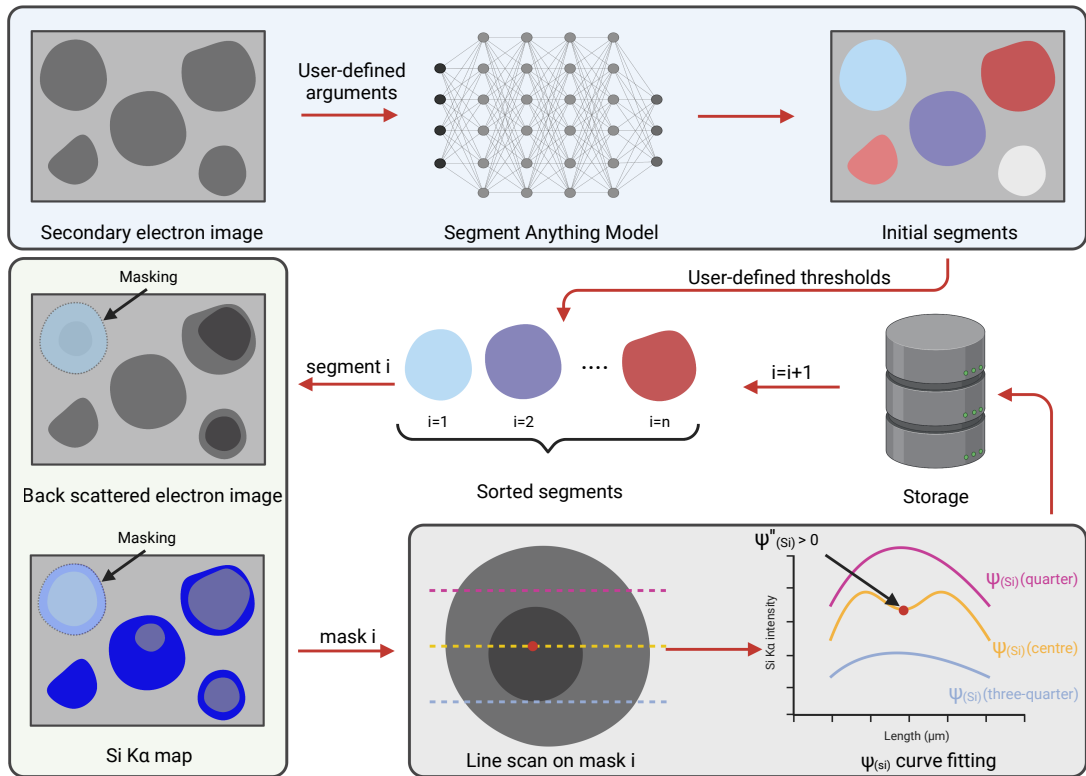 User-defined
arguments
Secondary electron image
Segment Anything Model
Initial segments
Masking
User-defined thresholds
segment i
....
i=i+1
i=1
i=2
i=n
Back scattered electron image
Sorted segments
Storage
Masking
mask i
Ψ"(Si) > 0
Si Kα intensity
Ψ(Si)(quarter)
Ψ(Si)(centre)
Ψ(Si)(three-quarter)
Length (µm)
Si Kα map
Line scan on mask i
Ψ(si) curve fitting